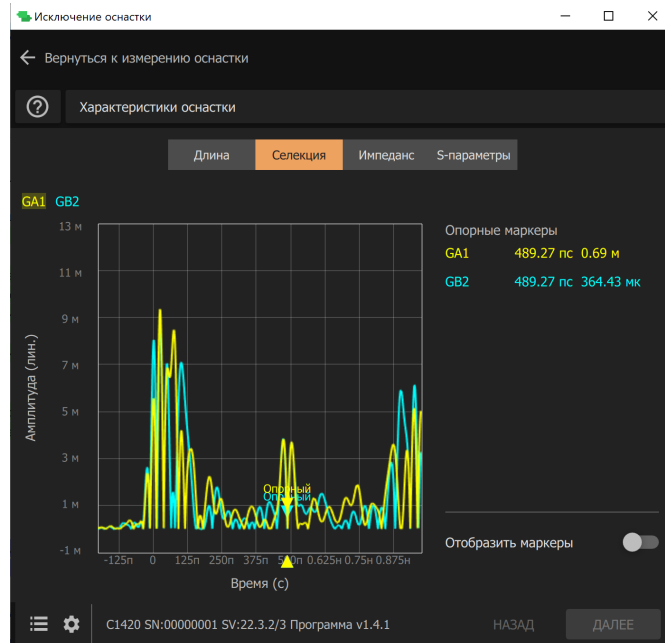 Исключение оснастки
Вернуться к измерению оснастки
Характеристики оснастки
Длина Селекция Импеданс S-параметры
GA1 GB2
13 м
11 м
9 м
7 м
5 м
3 м
1 м
-1 м
Амплитуда (лин.)
Опорный
Опорный
-125п 0 125п 250п 375п 500п 0.625н 0.75н 0.875н
Время (с)
Опорные маркеры
GA1 489.27 пс 0.69 м
GB2 489.27 пс 364.43 мк
Отобразить маркеры
С1420 SN:00000001 SV:22.3.2/3 Программа v1.4.1
НАЗАД
ДАЛЕЕ